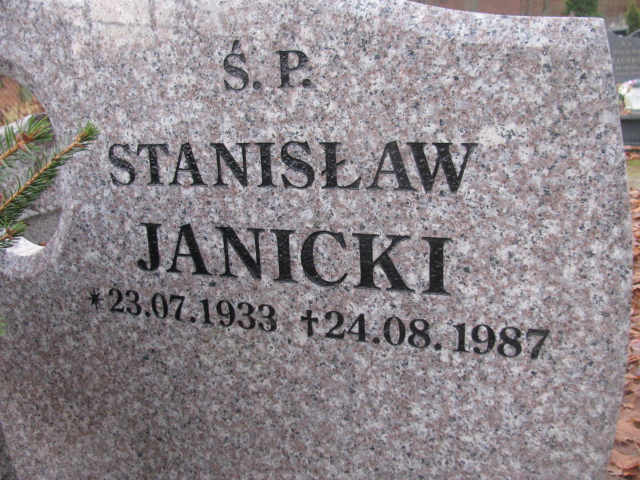 Ś. P.
STANISŁAW
JANICKI
*23.07.1933 †24.08.1987